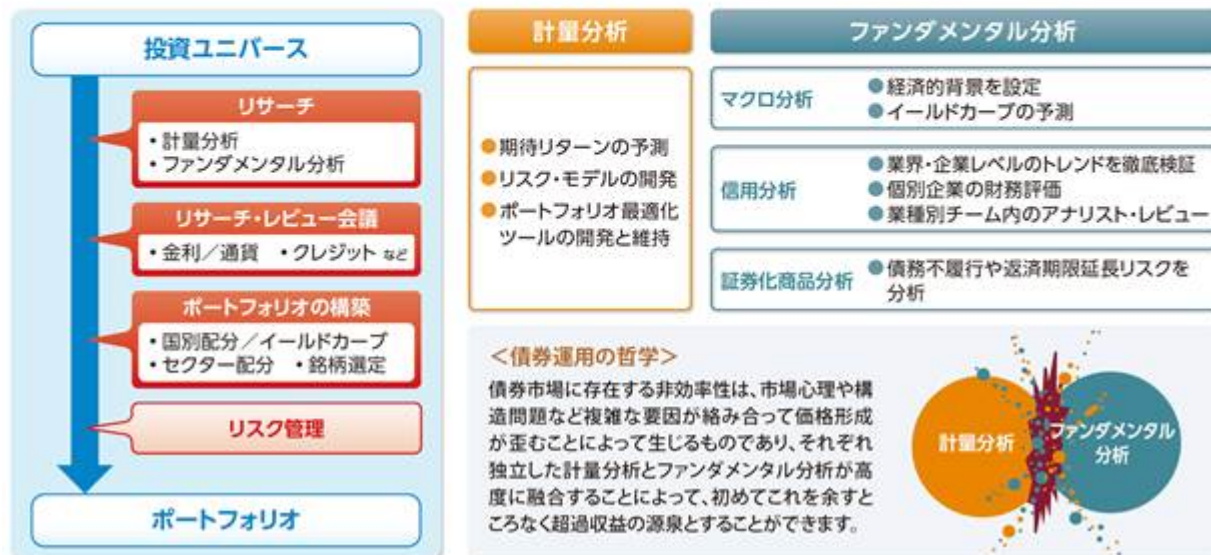 投資ユニバース
リサーチ
・計量分析
・ファンダメンタル分析
リサーチ・レビュー会議
・金利／通貨 ・クレジット など
ポートフォリオの構築
・国別配分／イールドカーブ
・セクター配分 ・銘柄選定
リスク管理
ポートフォリオ
計量分析
●期待リターンの予測
●リスク・モデルの開発
●ポートフォリオ最適化
ツールの開発と維持
ファンダメンタル分析
マクロ分析
●経済的背景を設定
●イールドカーブの予測
信用分析
●業界・企業レベルのトレンドを徹底検証
●個別企業の財務評価
●業種別チーム内のアナリスト・レビュー
証券化商品分析
●債務不履行や返済期限延長リスクを
分析
＜債券運用の哲学＞
債券市場に存在する非効率性は、市場心理や構
造問題など複雑な要因が絡み合って価格形成
が歪むことによって生じるものであり、それぞれ
独立した計量分析とファンダメンタル分析が高
度に融合することによって、初めてこれを余すと
ころなく超過収益の源泉とすることができます。
計量分析
ファンダメンタル
分析